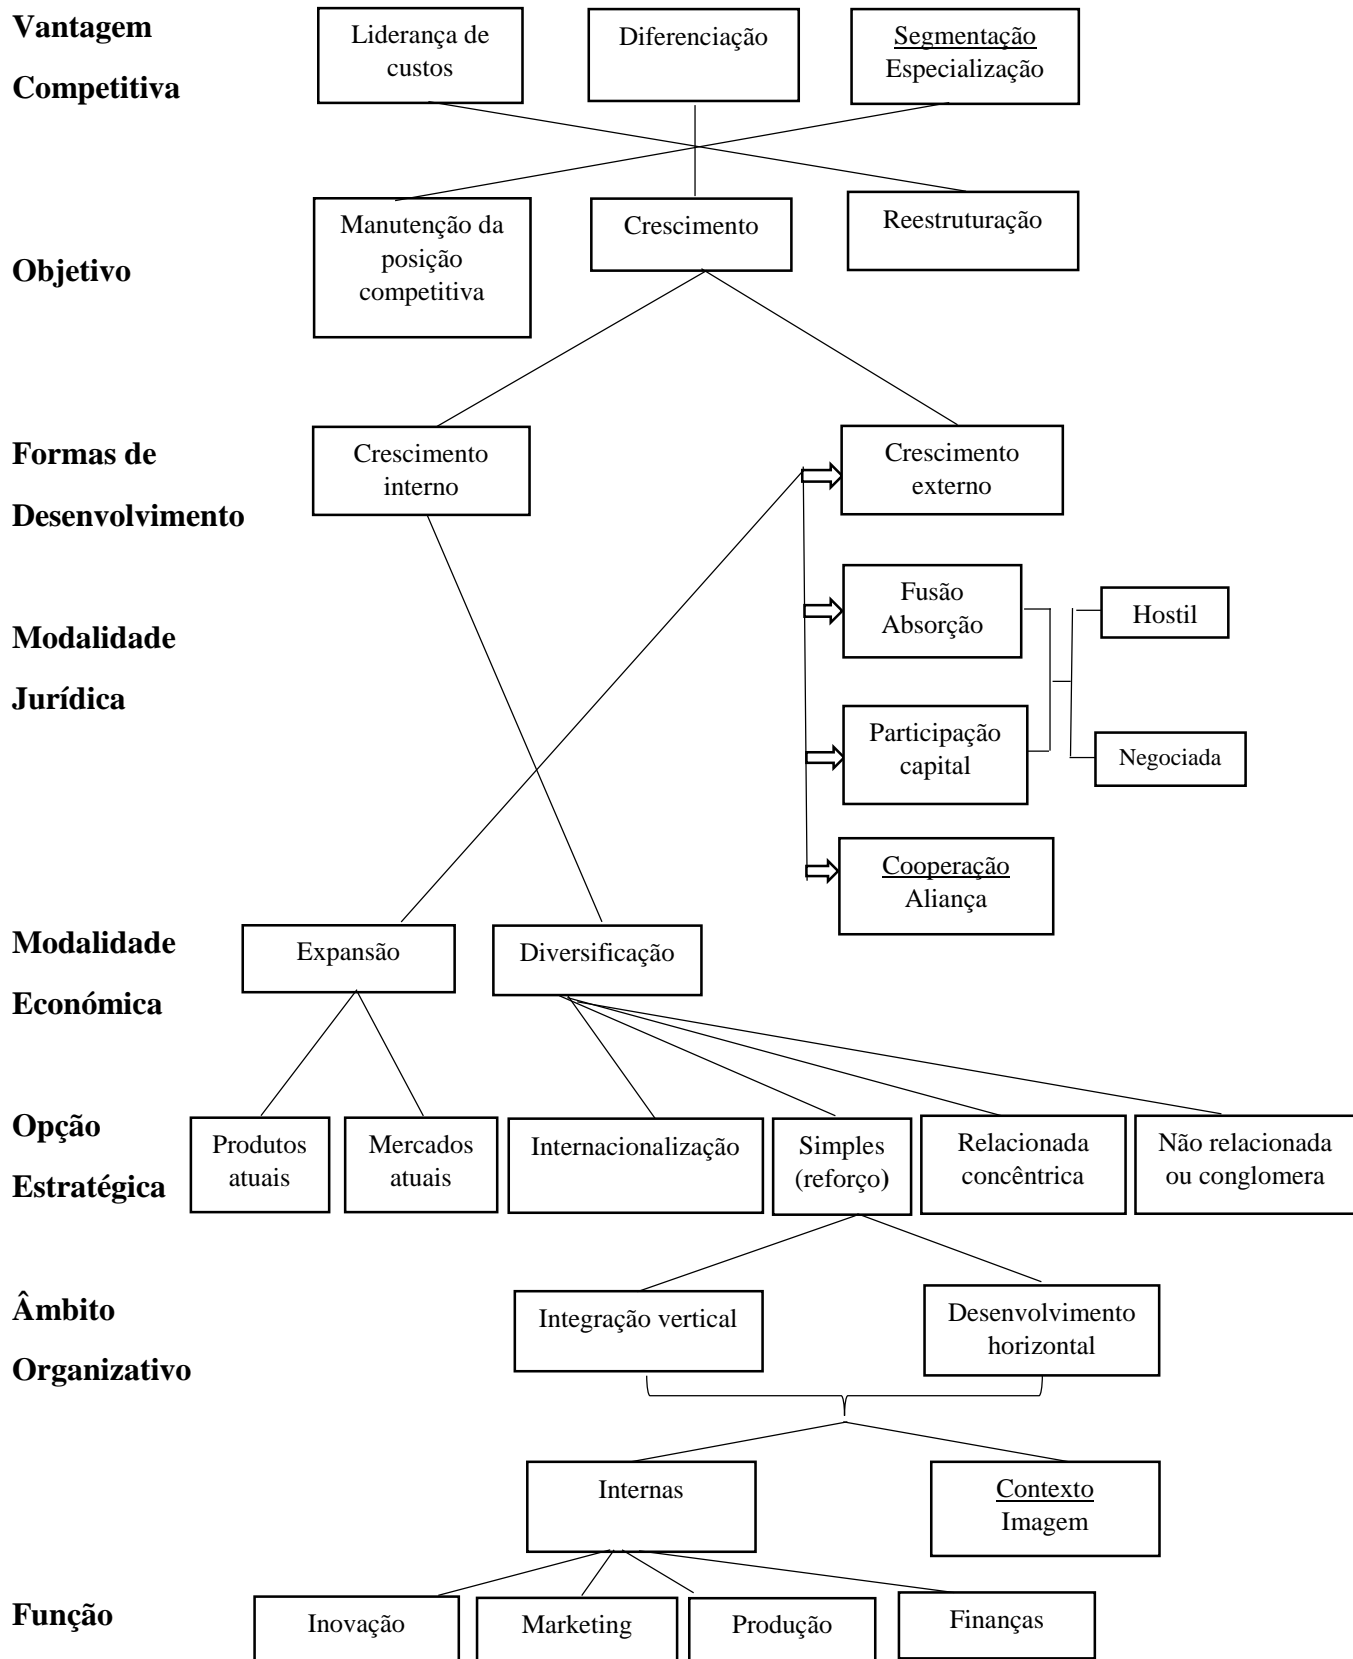 Vantagem
Competitiva
Liderança de
custos
Diferenciação
Segmentação
Especialização
Objetivo
Manutenção da
posição
competitiva
Crescimento
Reestruturação
Formas de
Desenvolvimento
Crescimento
interno
Crescimento
externo
Modalidade
Jurídica
Fusão
Absorção
Hostil
Participação
capital
Negociada
Cooperação
Aliança
Modalidade
Económica
Expansão
Diversificação
Opção
Estratégica
Produtos
atuais
Mercados
atuais
Internacionalização
Simples
(reforço)
Relacionada
concêntrica
Não relacionada
ou conglomera
Âmbito
Organizativo
Integração vertical
Desenvolvimento
horizontal
Internas
Contexto
Imagem
Função
Inovação
Marketing
Produção
Finanças